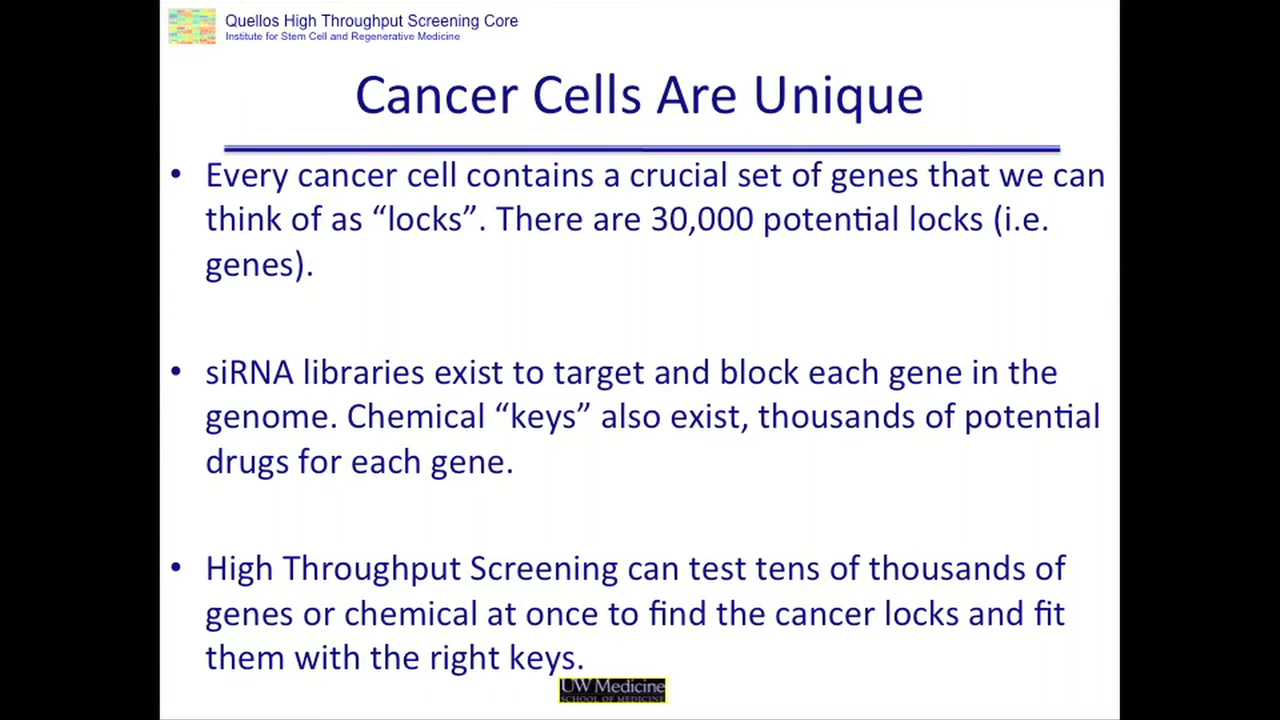 Quellos High Throughput Screening Core
Institute for Stem Cell and Regenerative Medicine
Cancer Cells Are Unique
• Every cancer cell contains a crucial set of genes that we can
think of as “locks”. There are 30,000 potential locks (i.e.
genes).
• siRNA libraries exist to target and block each gene in the
genome. Chemical “keys” also exist, thousands of potential
drugs for each gene.
• High Throughput Screening can test tens of thousands of
genes or chemical at once to find the cancer locks and fit
them with the right keys.
UW Medicine
SCHOOL OF MEDICINE